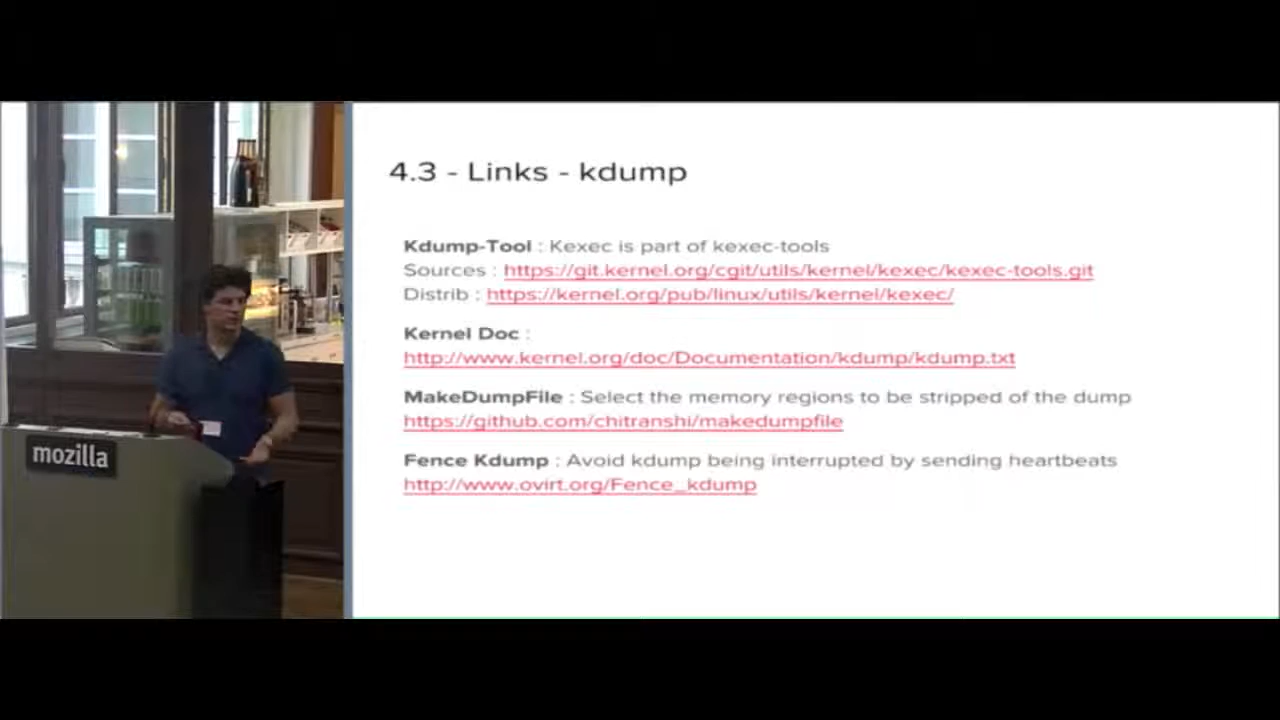 4.3 - Links - kdump
Kdump-Tool : Kexec is part of kexec-tools
Sources : https://git.kernel.org/cgit/utils/kernel/kexec/kexec-tools.git
Distrib : https://kernel.org/pub/linux/utils/kernel/kexec/
Kernel Doc :
http://www.kernel.org/doc/Documentation/kdump/kdump.txt
MakeDumpFile : Select the memory regions to be stripped of the dump
https://github.com/chitranshi/makedumpfile
Fence Kdump : Avoid kdump being interrupted by sending heartbeats
http://www.ovirt.org/Fence_kdump
mozilla